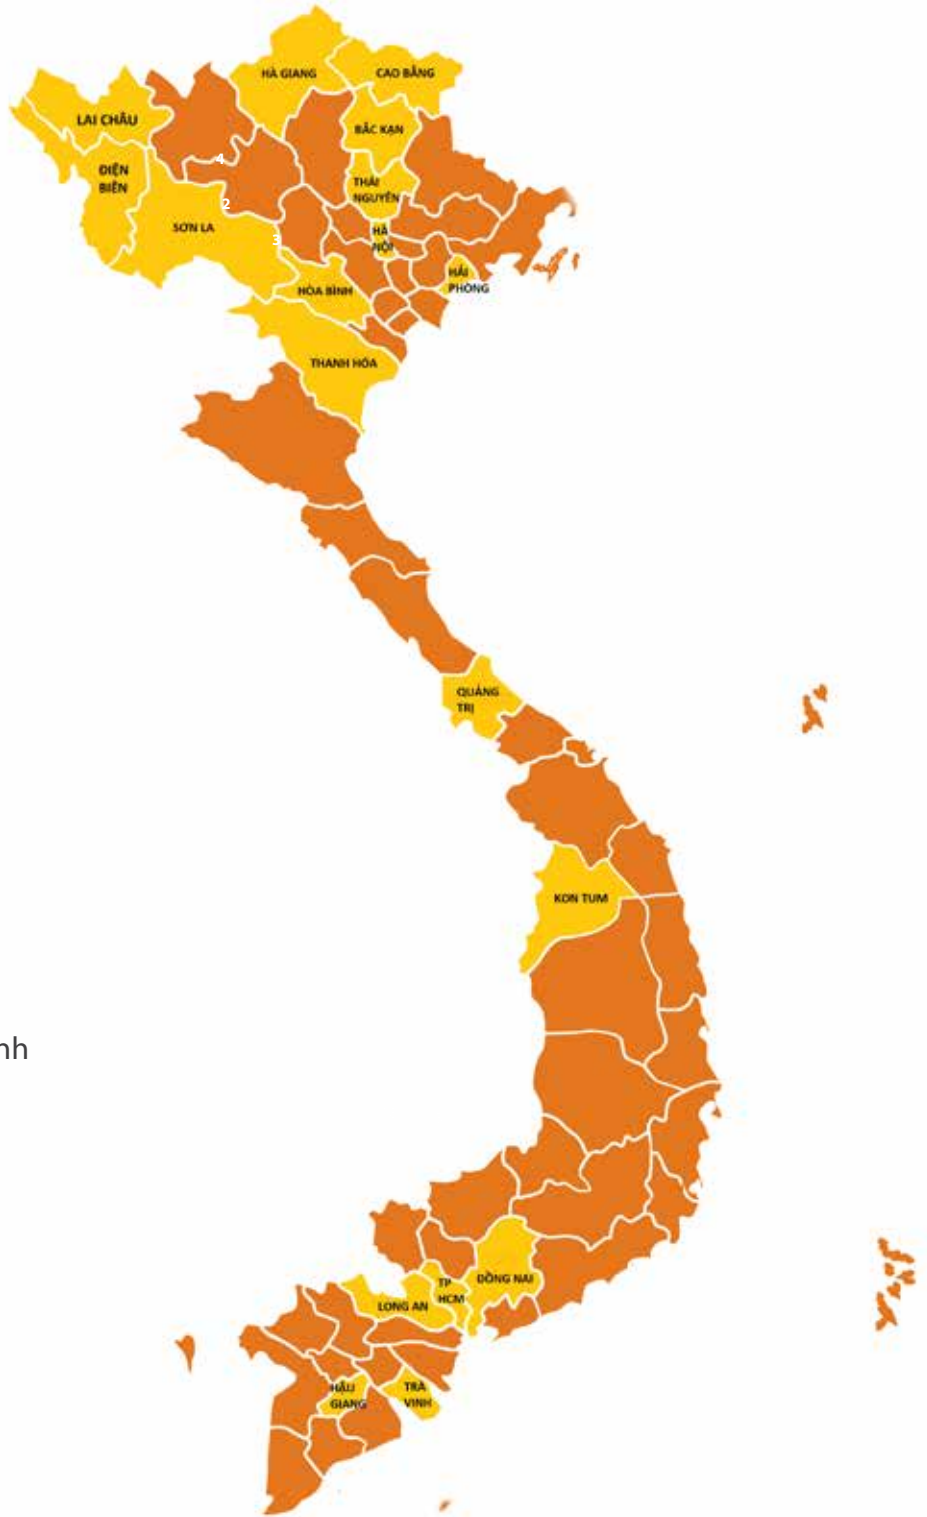 HÀ GIANG
CAO BẰNG
LAI CHÂU
BẮC KẠN
ĐIỆN
BIÊN
4
THÁI
NGUYÊN
2
SƠN LA
3
HÀ
NỘI
HẢI
PHÒNG
HÒA BÌNH
THANH HÓA
QUẢNG
TRỊ
KON TUM
nh
ĐỒNG NAI
TP
HCM
LONG AN
HẬU
GIANG
TRÀ
VINH